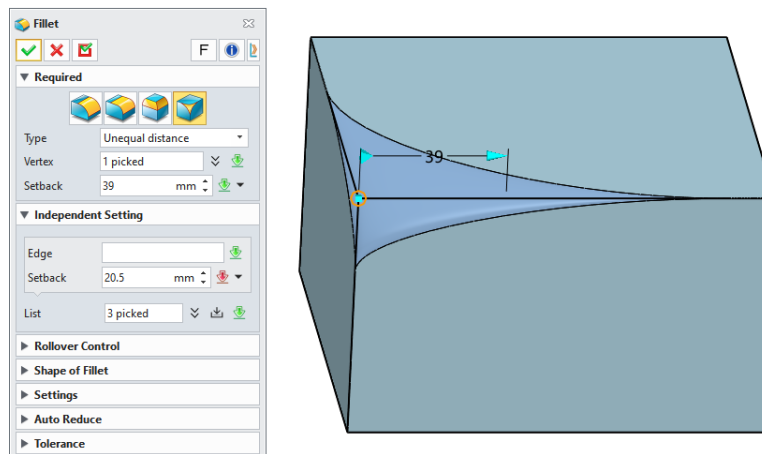 Fillet
F
Required
Type Unequal distance
Vertex 1 picked
Setback 39 mm
Independent Setting
Edge
Setback 20.5 mm
List 3 picked
Rollover Control
Shape of Fillet
Settings
Auto Reduce
Tolerance
39